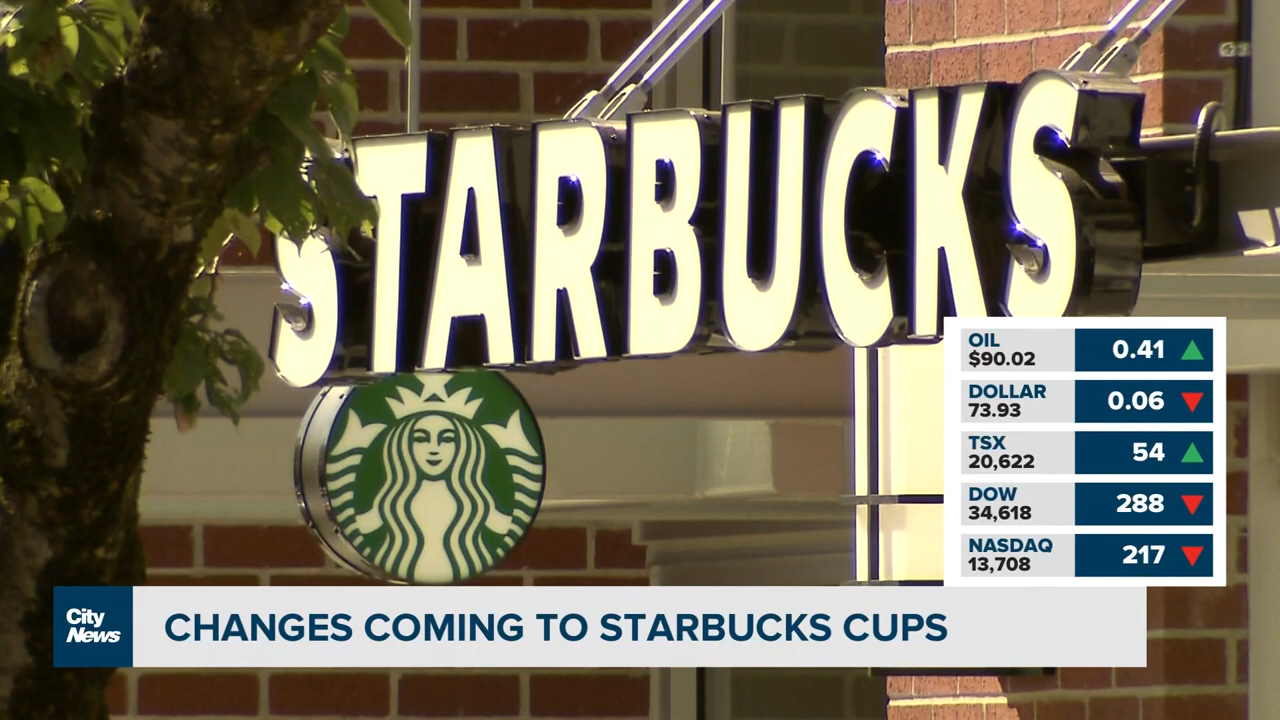 STARBUCKS
OIL
$90.02
0.41
DOLLAR
73.93
0.06
TSX
20,622
54
DOW
34,618
288
NASDAQ
13,708
217
City
News
CHANGES COMING TO STARBUCKS CUPS